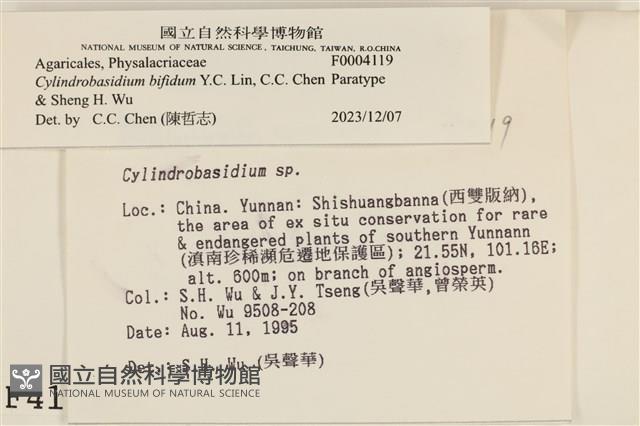 國立自然科學博物館
NATIONAL MUSEUM OF NATURAL SCIENCE, TAICHUNG, TAIWAN, R.O.CHINA
Agaricales, Physalacriaceae F0004119
Cylindrobasidium bifidum Y.C. Lin, C.C. Chen Paratype
& Sheng H. Wu
Det. by C.C. Chen (陳哲志) 2023/12/07
19
Cylindrobasidium sp.
Loc.: China. Yunnan: Shishuangbanna(西雙版納),
the area of ex situ conservation for rare
& endangered plants of southern Yunnann
(滇南珍稀瀕危遷地保護區); 21.55N, 101.16E;
alt. 600m; on branch of angiosperm.
Col.: S.H. Wu & J.Y. Tseng(吳聲華,曾榮英)
No. Wu 9508-208
Date: Aug. 11, 1995
Det.: S.H. Wu (吳聲華)
國立自然科學博物館
NATIONAL MUSEUM OF NATURAL SCIENCE
F41